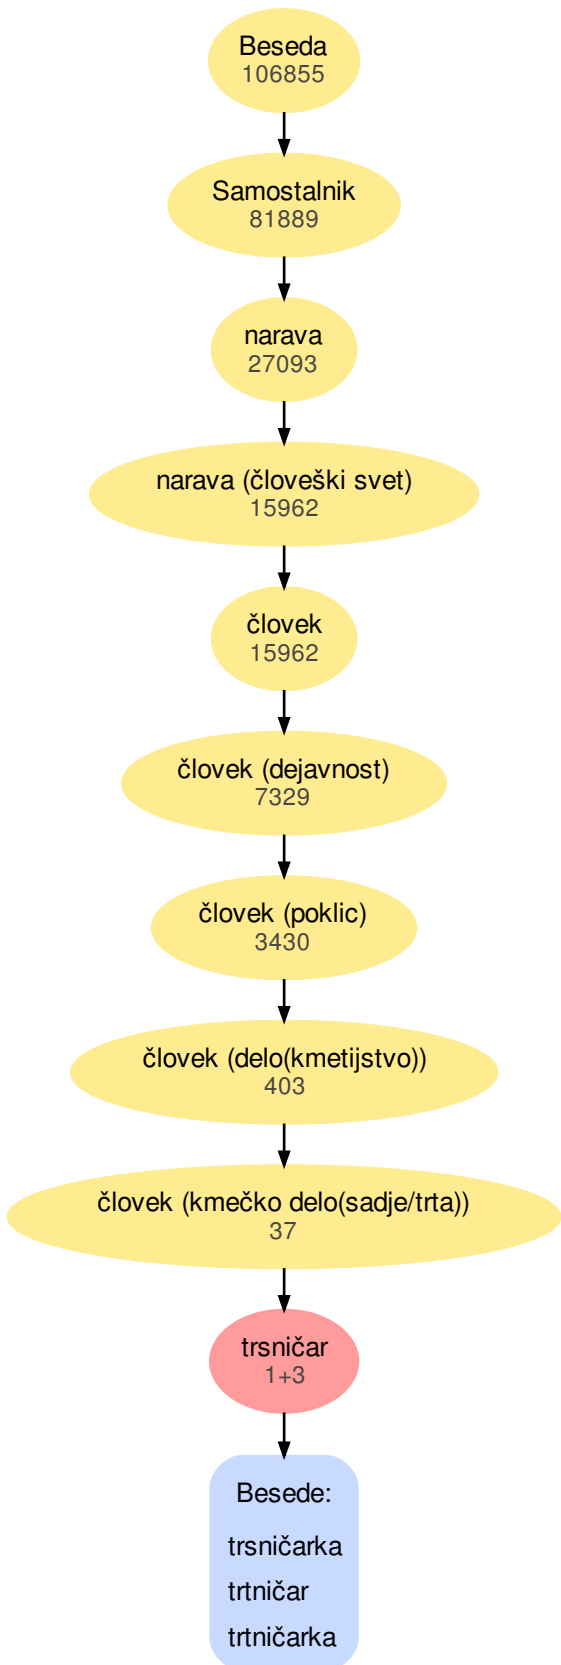 Beseda
106855
Samostalnik
81889
narava
27093
narava (človeški svet)
15962
človek
15962
človek (dejavnost)
7329
človek (poklic)
3430
človek (delo(kmetijstvo))
403
človek (kmečko delo(sadje/trta))
37
trsničar
1+3
Besede:
trsničarka
trtničar
trtničarka